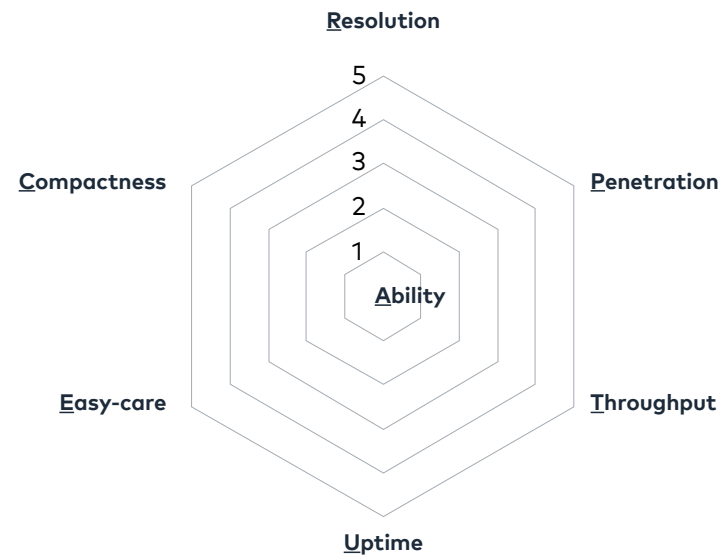 Resolution
5
4
3
Compactness
Penetration
2
1
Ability
Easy-care
Throughput
Uptime